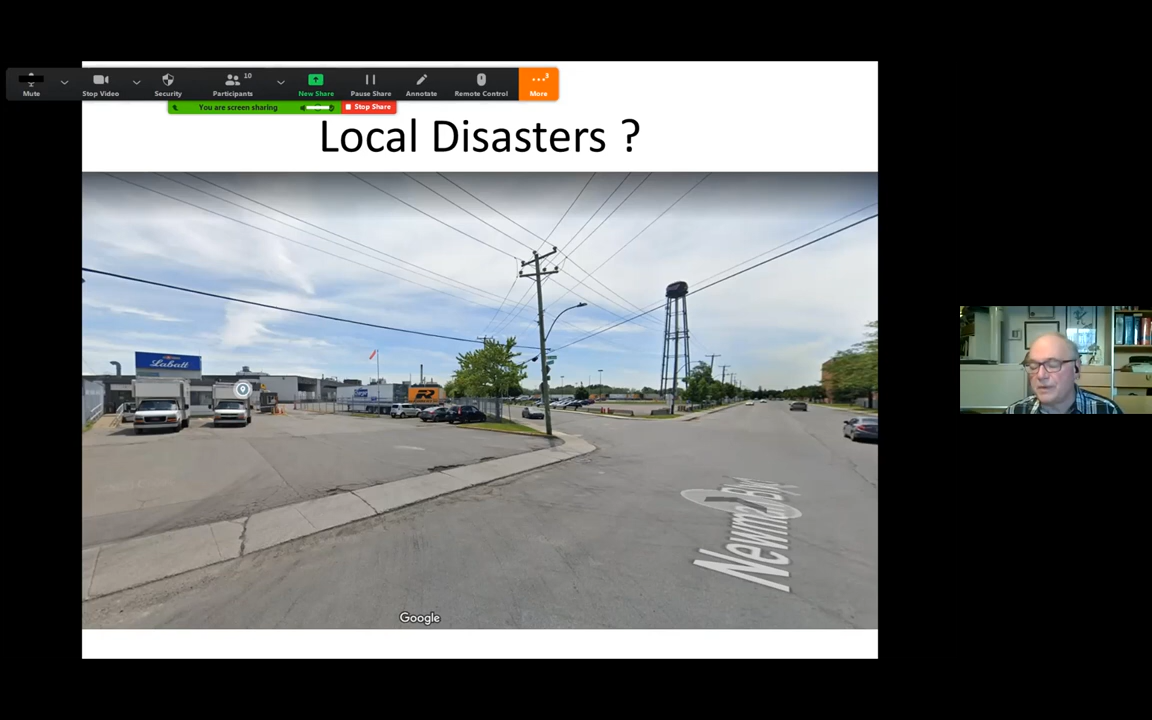 10
3
Mute
Stop Video
Security
Participants
New Share
Pause Share
Annotate
Remote Control
More
You are screen sharing
Stop Share
Local Disasters ?
Labatt
R
Newman Blvd
Google